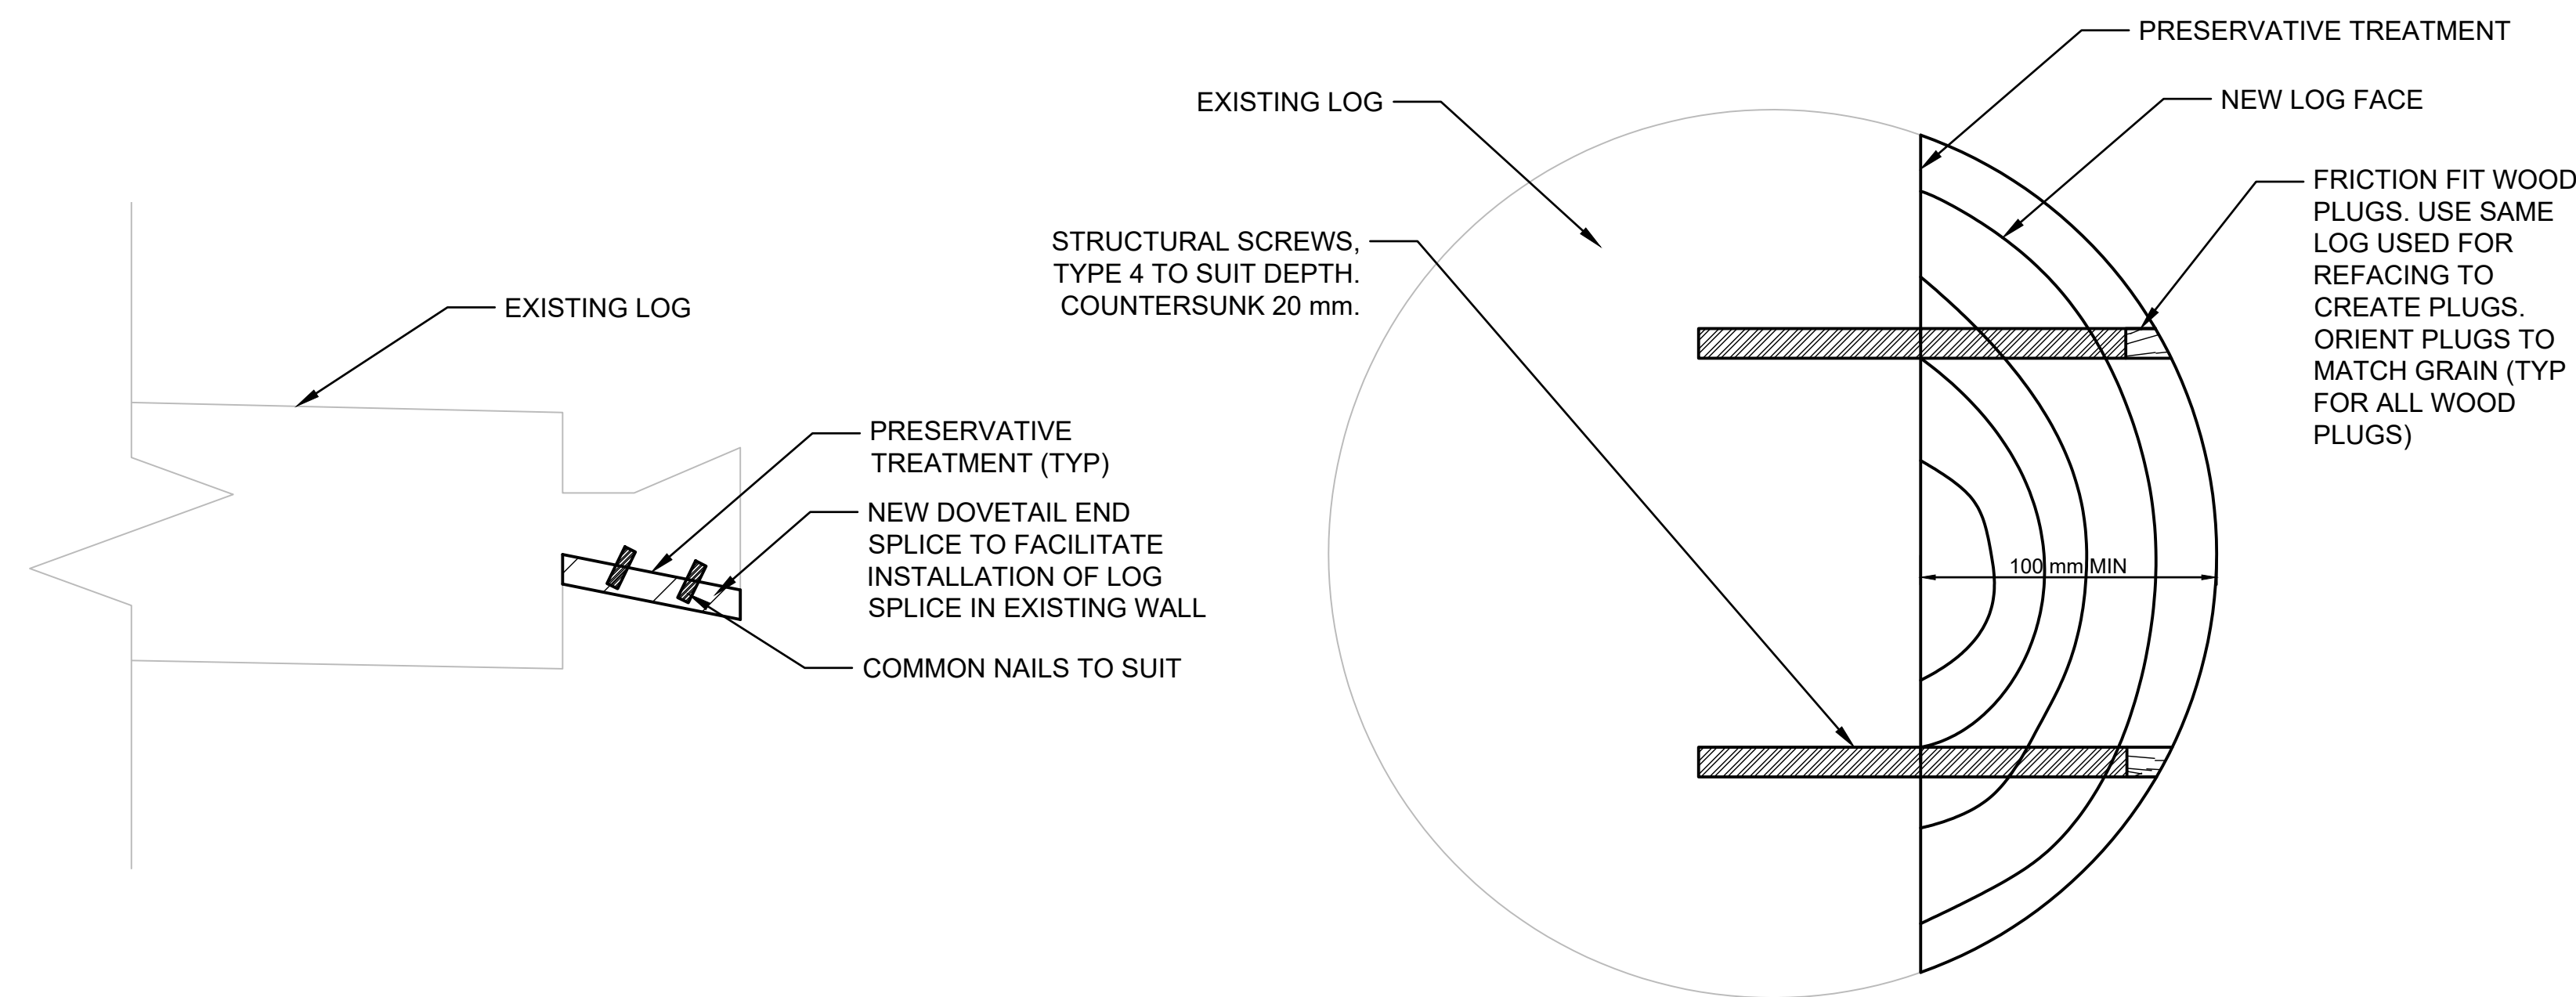 EXISTING LOG
PRESERVATIVE
TREATMENT (TYP)
NEW DOVETAIL END
SPLICE TO FACILITATE
INSTALLATION OF LOG
SPLICE IN EXISTING WALL
COMMON NAILS TO SUIT
EXISTING LOG
STRUCTURAL SCREWS,
TYPE 4 TO SUIT DEPTH.
COUNTERSUNK 20 mm.
PRESERVATIVE TREATMENT
NEW LOG FACE
FRICTION FIT WOOD
PLUGS. USE SAME
LOG USED FOR
REFACING TO
CREATE PLUGS.
ORIENT PLUGS TO
MATCH GRAIN (TYP
FOR ALL WOOD
PLUGS)
100 mm MIN